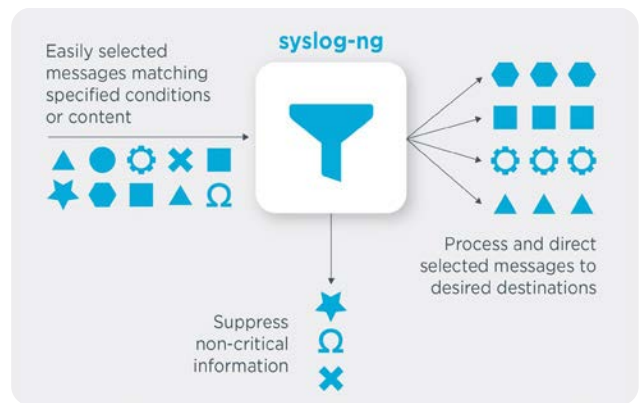 syslog-ng
Easily selected
messages matching
specified conditions
or content
Ω
Process and direct
selected messages to
desired destinations
Suppress
non-critical
information
Ω